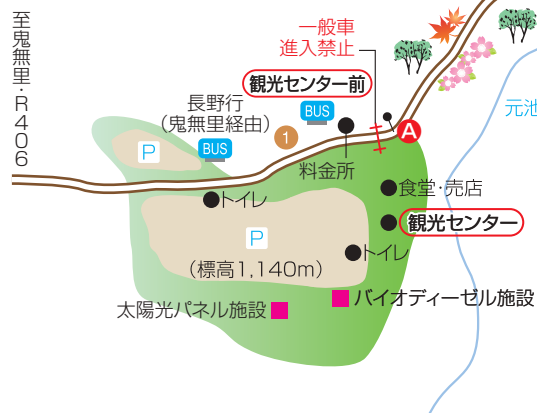 至鬼無里・R406
一般車
進入禁止
観光センター前
BUS
長野行
(鬼無里経由)
BUS
P
1
A
元池
料金所
食堂・売店
トイレ
観光センター
P
トイレ
(標高1,140m)
バイオディーゼル施設
太陽光パネル施設